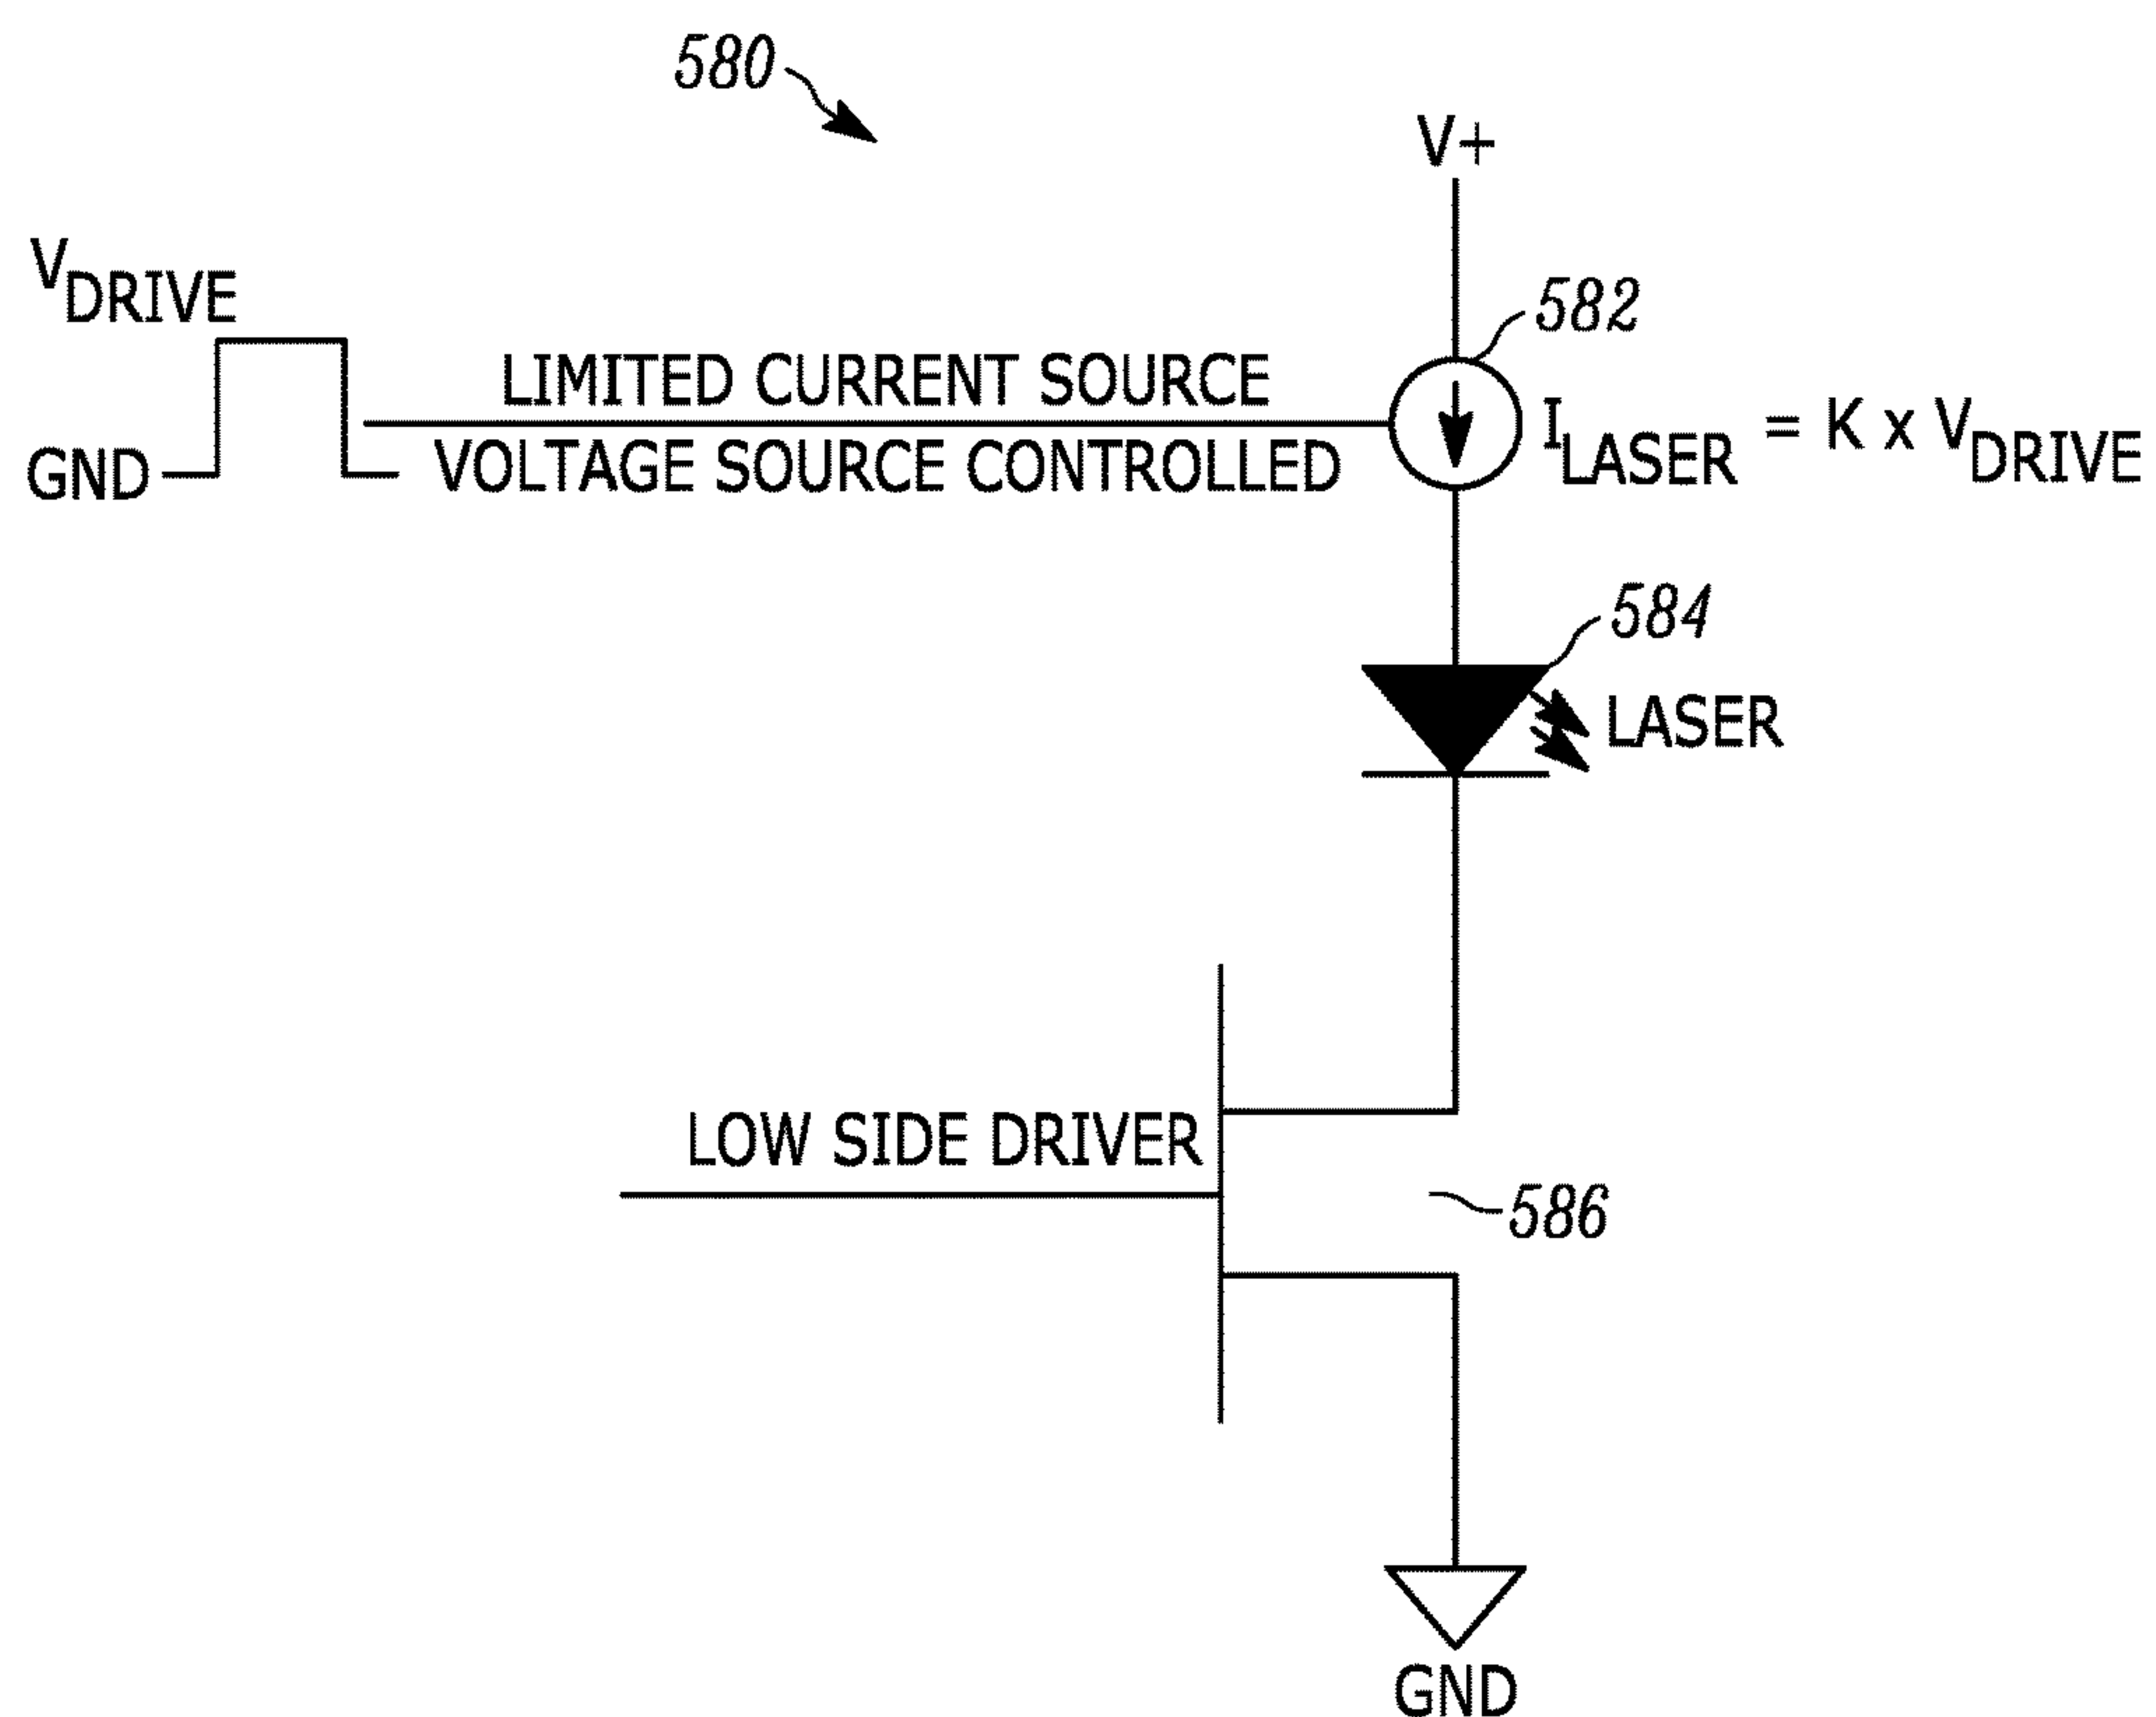 580
V+
VDRIVE
582
LIMITED CURRENT SOURCE
ILASER = K x VDRIVE
GND
VOLTAGE SOURCE CONTROLLED
584
LASER
LOW SIDE DRIVER
586
GND